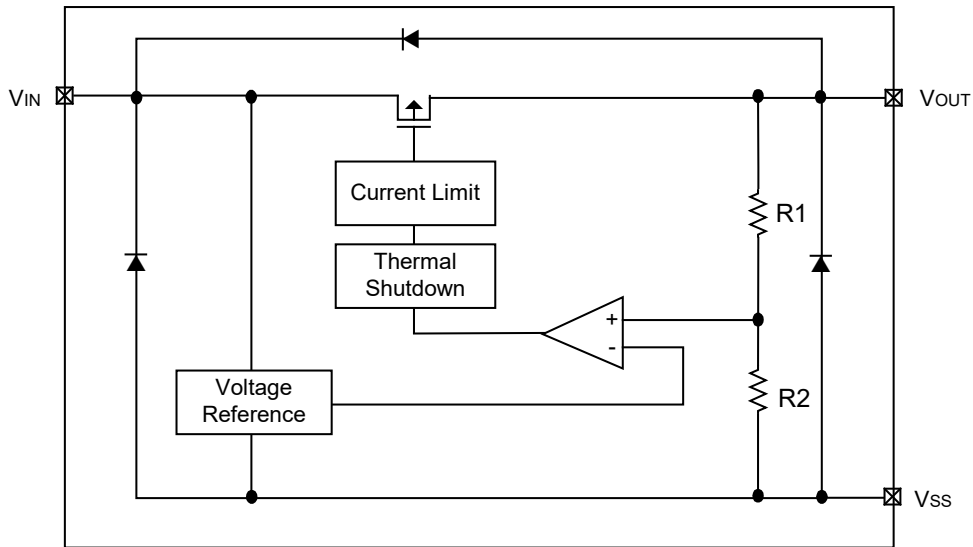 VIN
VOUT
Current Limit
R1
Thermal
Shutdown
+
-
Voltage
Reference
R2
VSS